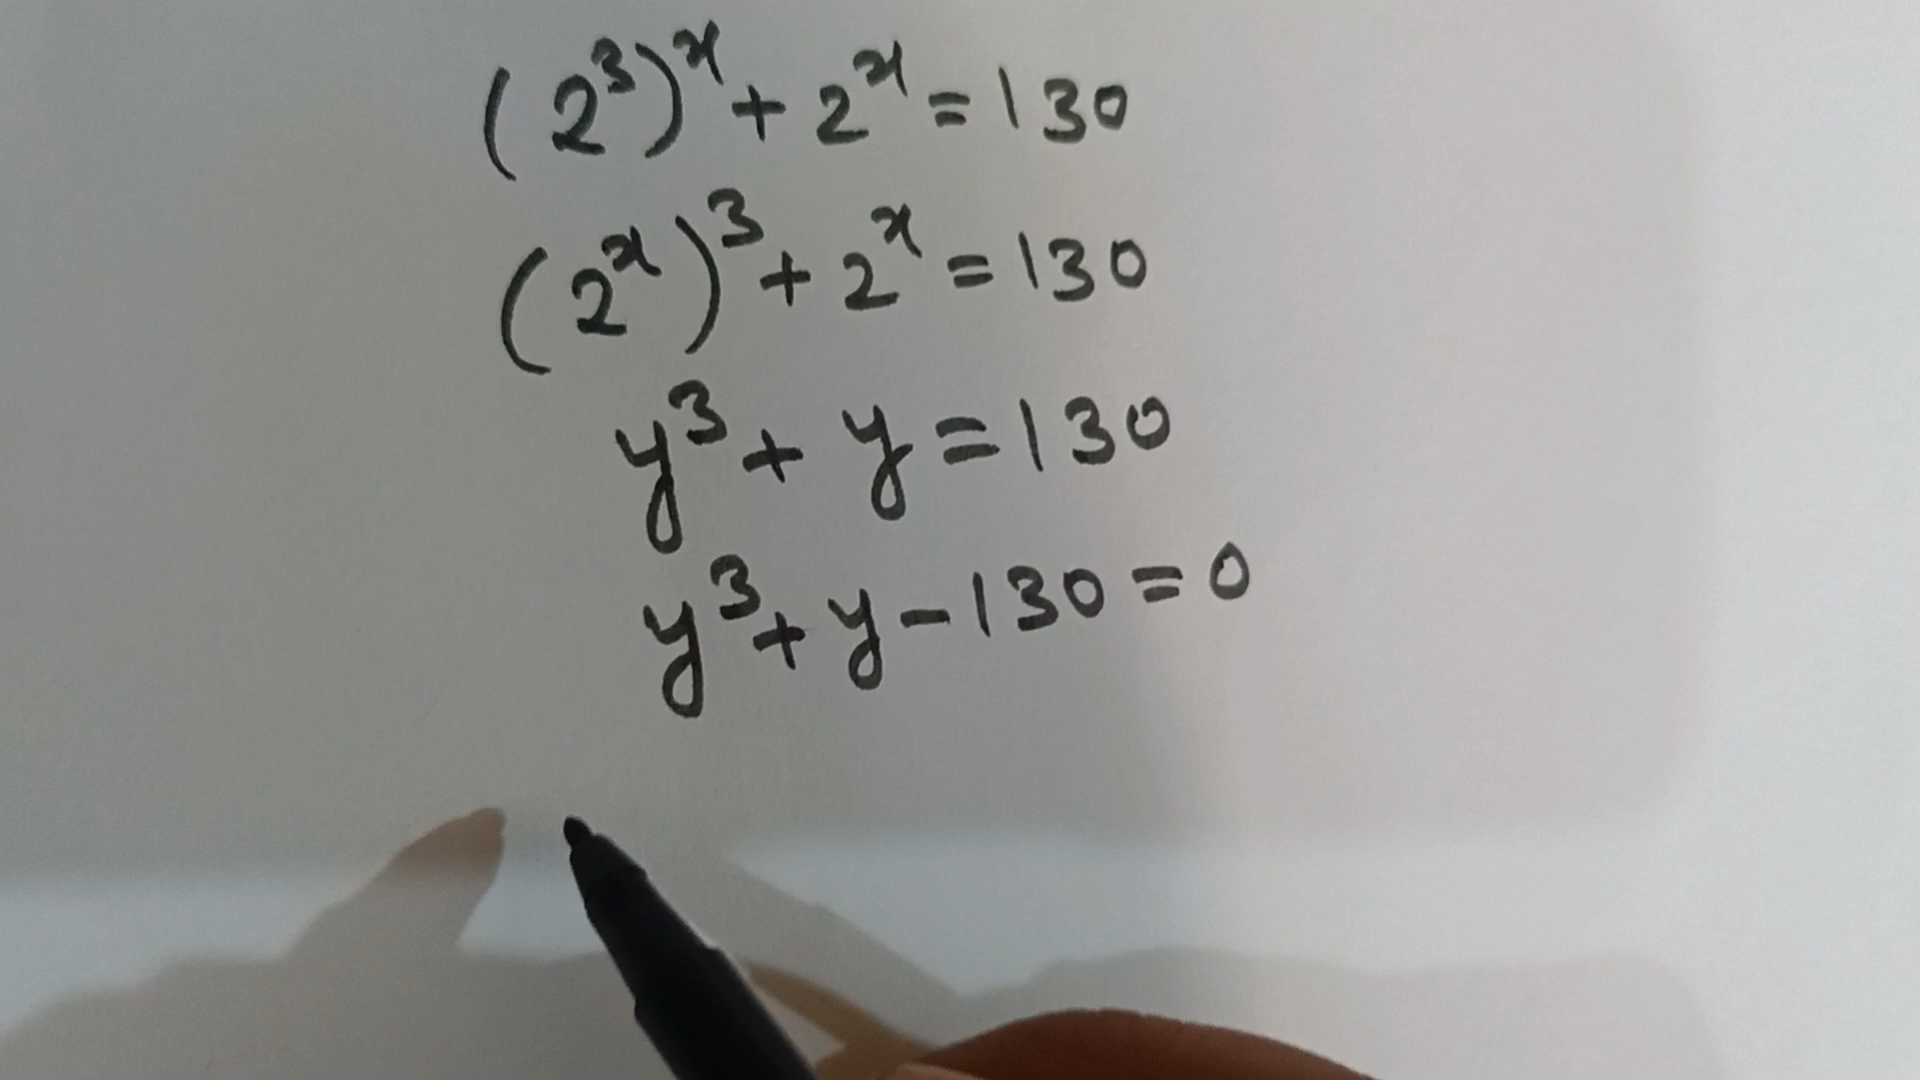 (2³)ˣ + 2ˣ = 130
(2ˣ)³ + 2ˣ = 130
y³ + y = 130
y³ + y - 130 = 0